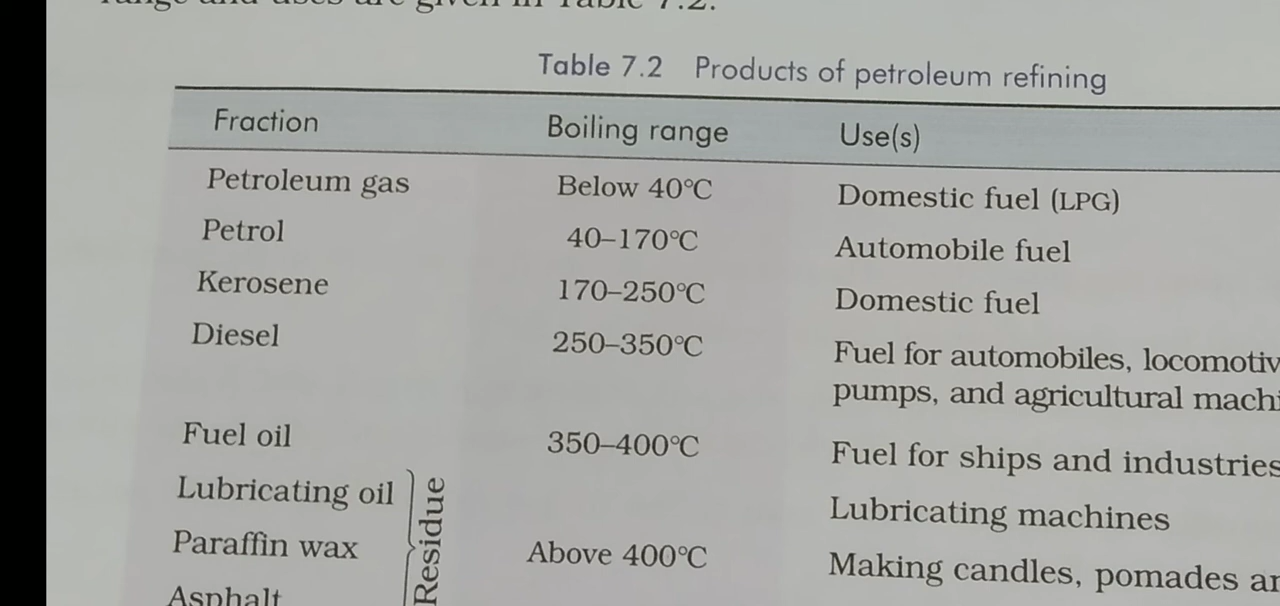 Table 7.2 Products of petroleum refining
Fraction Boiling range Use(s)
Petroleum gas Below 40°C Domestic fuel (LPG)
Petrol 40–170°C Automobile fuel
Kerosene 170–250°C Domestic fuel
Diesel 250–350°C Fuel for automobiles,
pumps, and agricultural
Fuel oil 350–400°C Fuel for ships and industries
Lubricating oil Lubricating machines
Residue
Paraffin wax Above 400°C Making candles, pomades
Asphalt